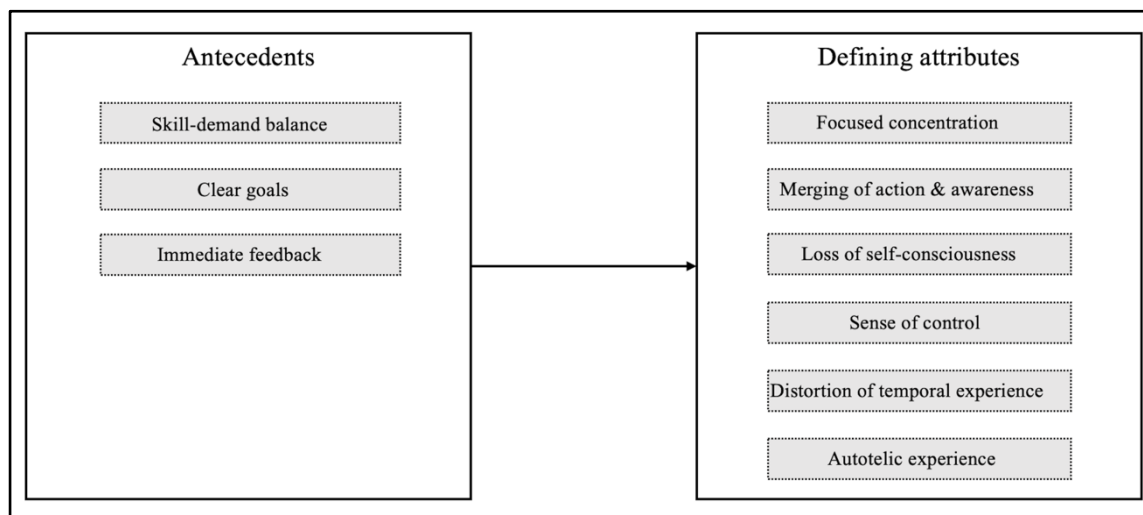 Antecedents
Skill-demand balance
Clear goals
Immediate feedback
Defining attributes
Focused concentration
Merging of action & awareness
Loss of self-consciousness
Sense of control
Distortion of temporal experience
Autotelic experience